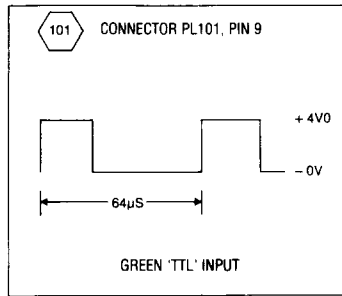 101 CONNECTOR PL101, PIN 9
+ 4V0
64µS
– 0V
GREEN 'TTL' INPUT